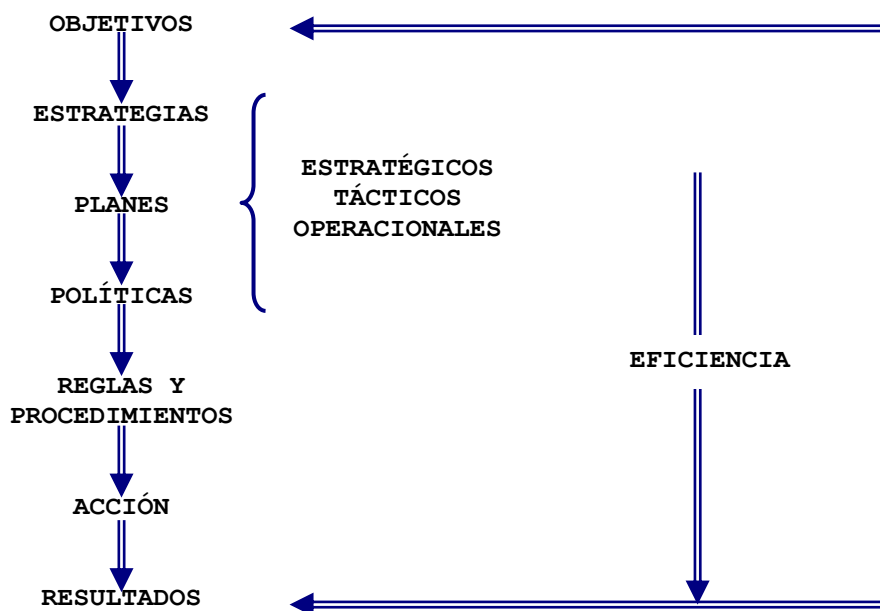 OBJETIVOS
ESTRATEGIAS
ESTRATÉGICOS
TÁCTICOS
PLANES
OPERACIONALES
POLÍTICAS
EFICIENCIA
REGLAS Y
PROCEDIMIENTOS
ACCIÓN
RESULTADOS